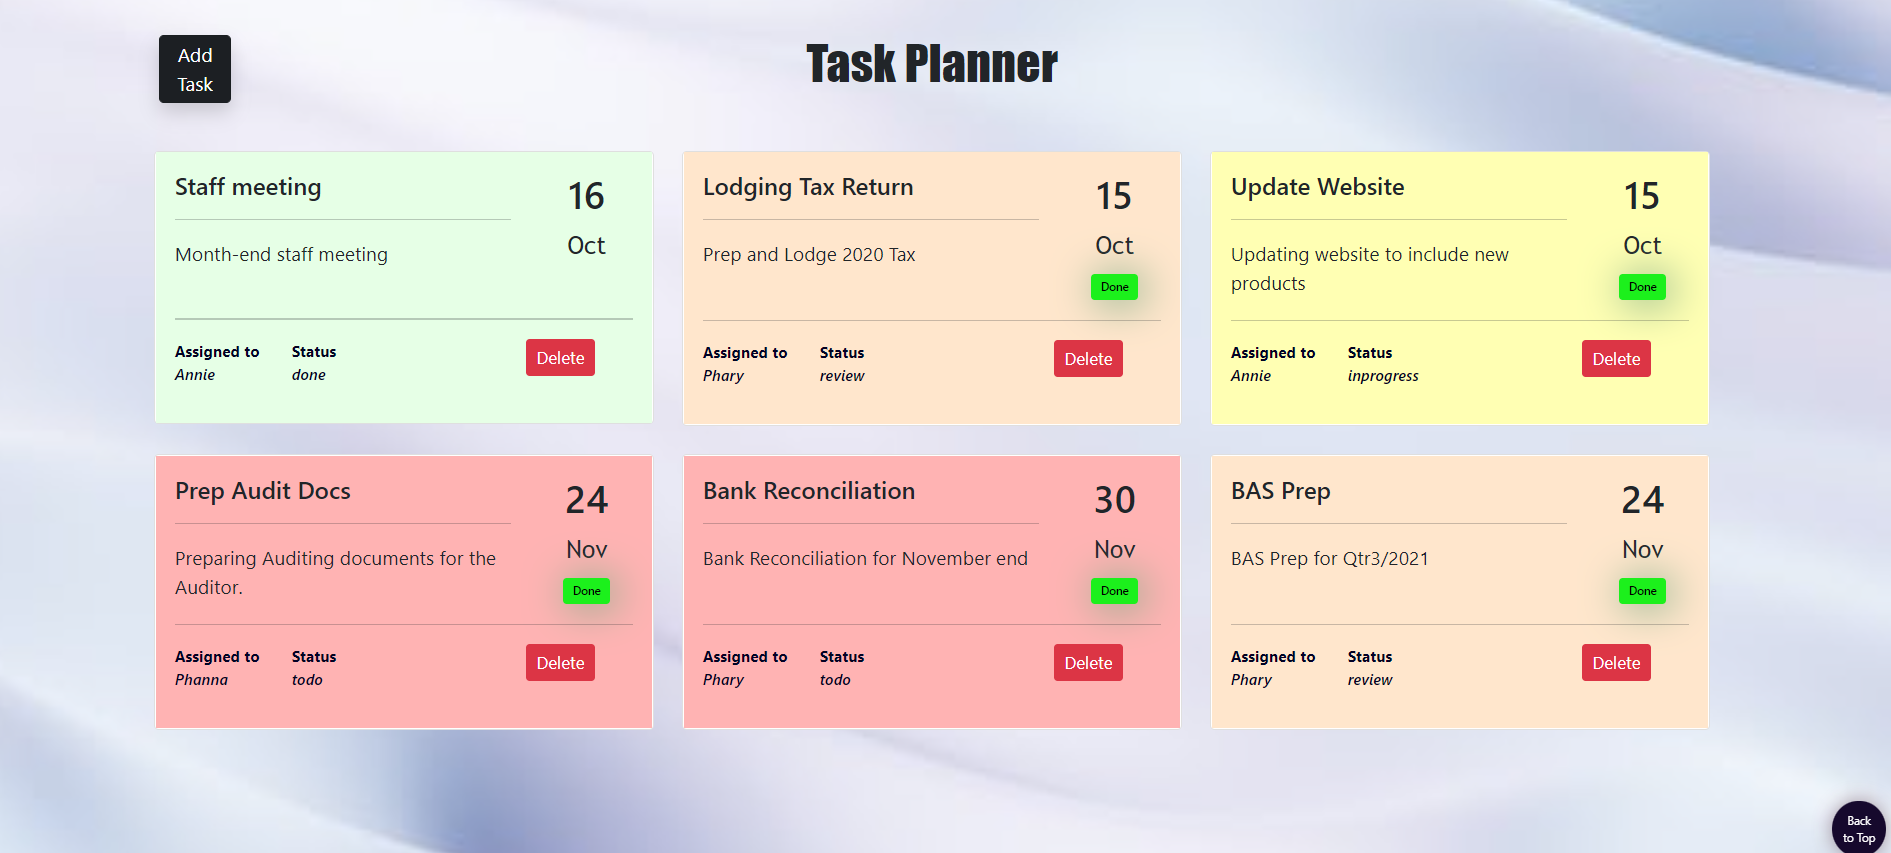 Add
Task
Task Planner
Staff meeting
16
Oct
Month-end staff meeting
Assigned to
Status
Annie
done
Delete
Lodging Tax Return
15
Oct
Prep and Lodge 2020 Tax
Done
Assigned to
Status
Phary
review
Delete
Update Website
15
Oct
Updating website to include new
products
Done
Assigned to
Status
Annie
inprogress
Delete
Prep Audit Docs
24
Nov
Preparing Auditing documents for the
Auditor.
Done
Assigned to
Status
Phanna
todo
Delete
Bank Reconciliation
30
Nov
Bank Reconciliation for November end
Done
Assigned to
Status
Phary
todo
Delete
BAS Prep
24
Nov
BAS Prep for Qtr3/2021
Done
Assigned to
Status
Phary
review
Delete
Back
to Top